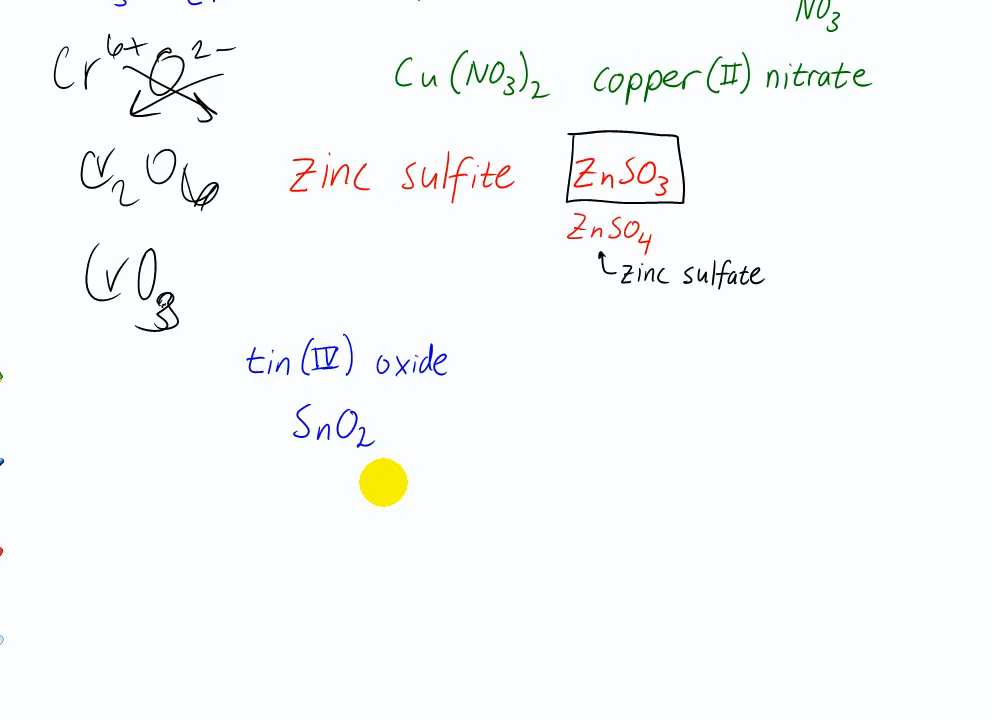 NO3
Cr6+ O2-
Cu(NO3)2 copper(II) nitrate
Cr2O6
zinc sulfite ZnSO3
ZnSO4
zinc sulfate
CrO3
tin(IV) oxide
SnO2